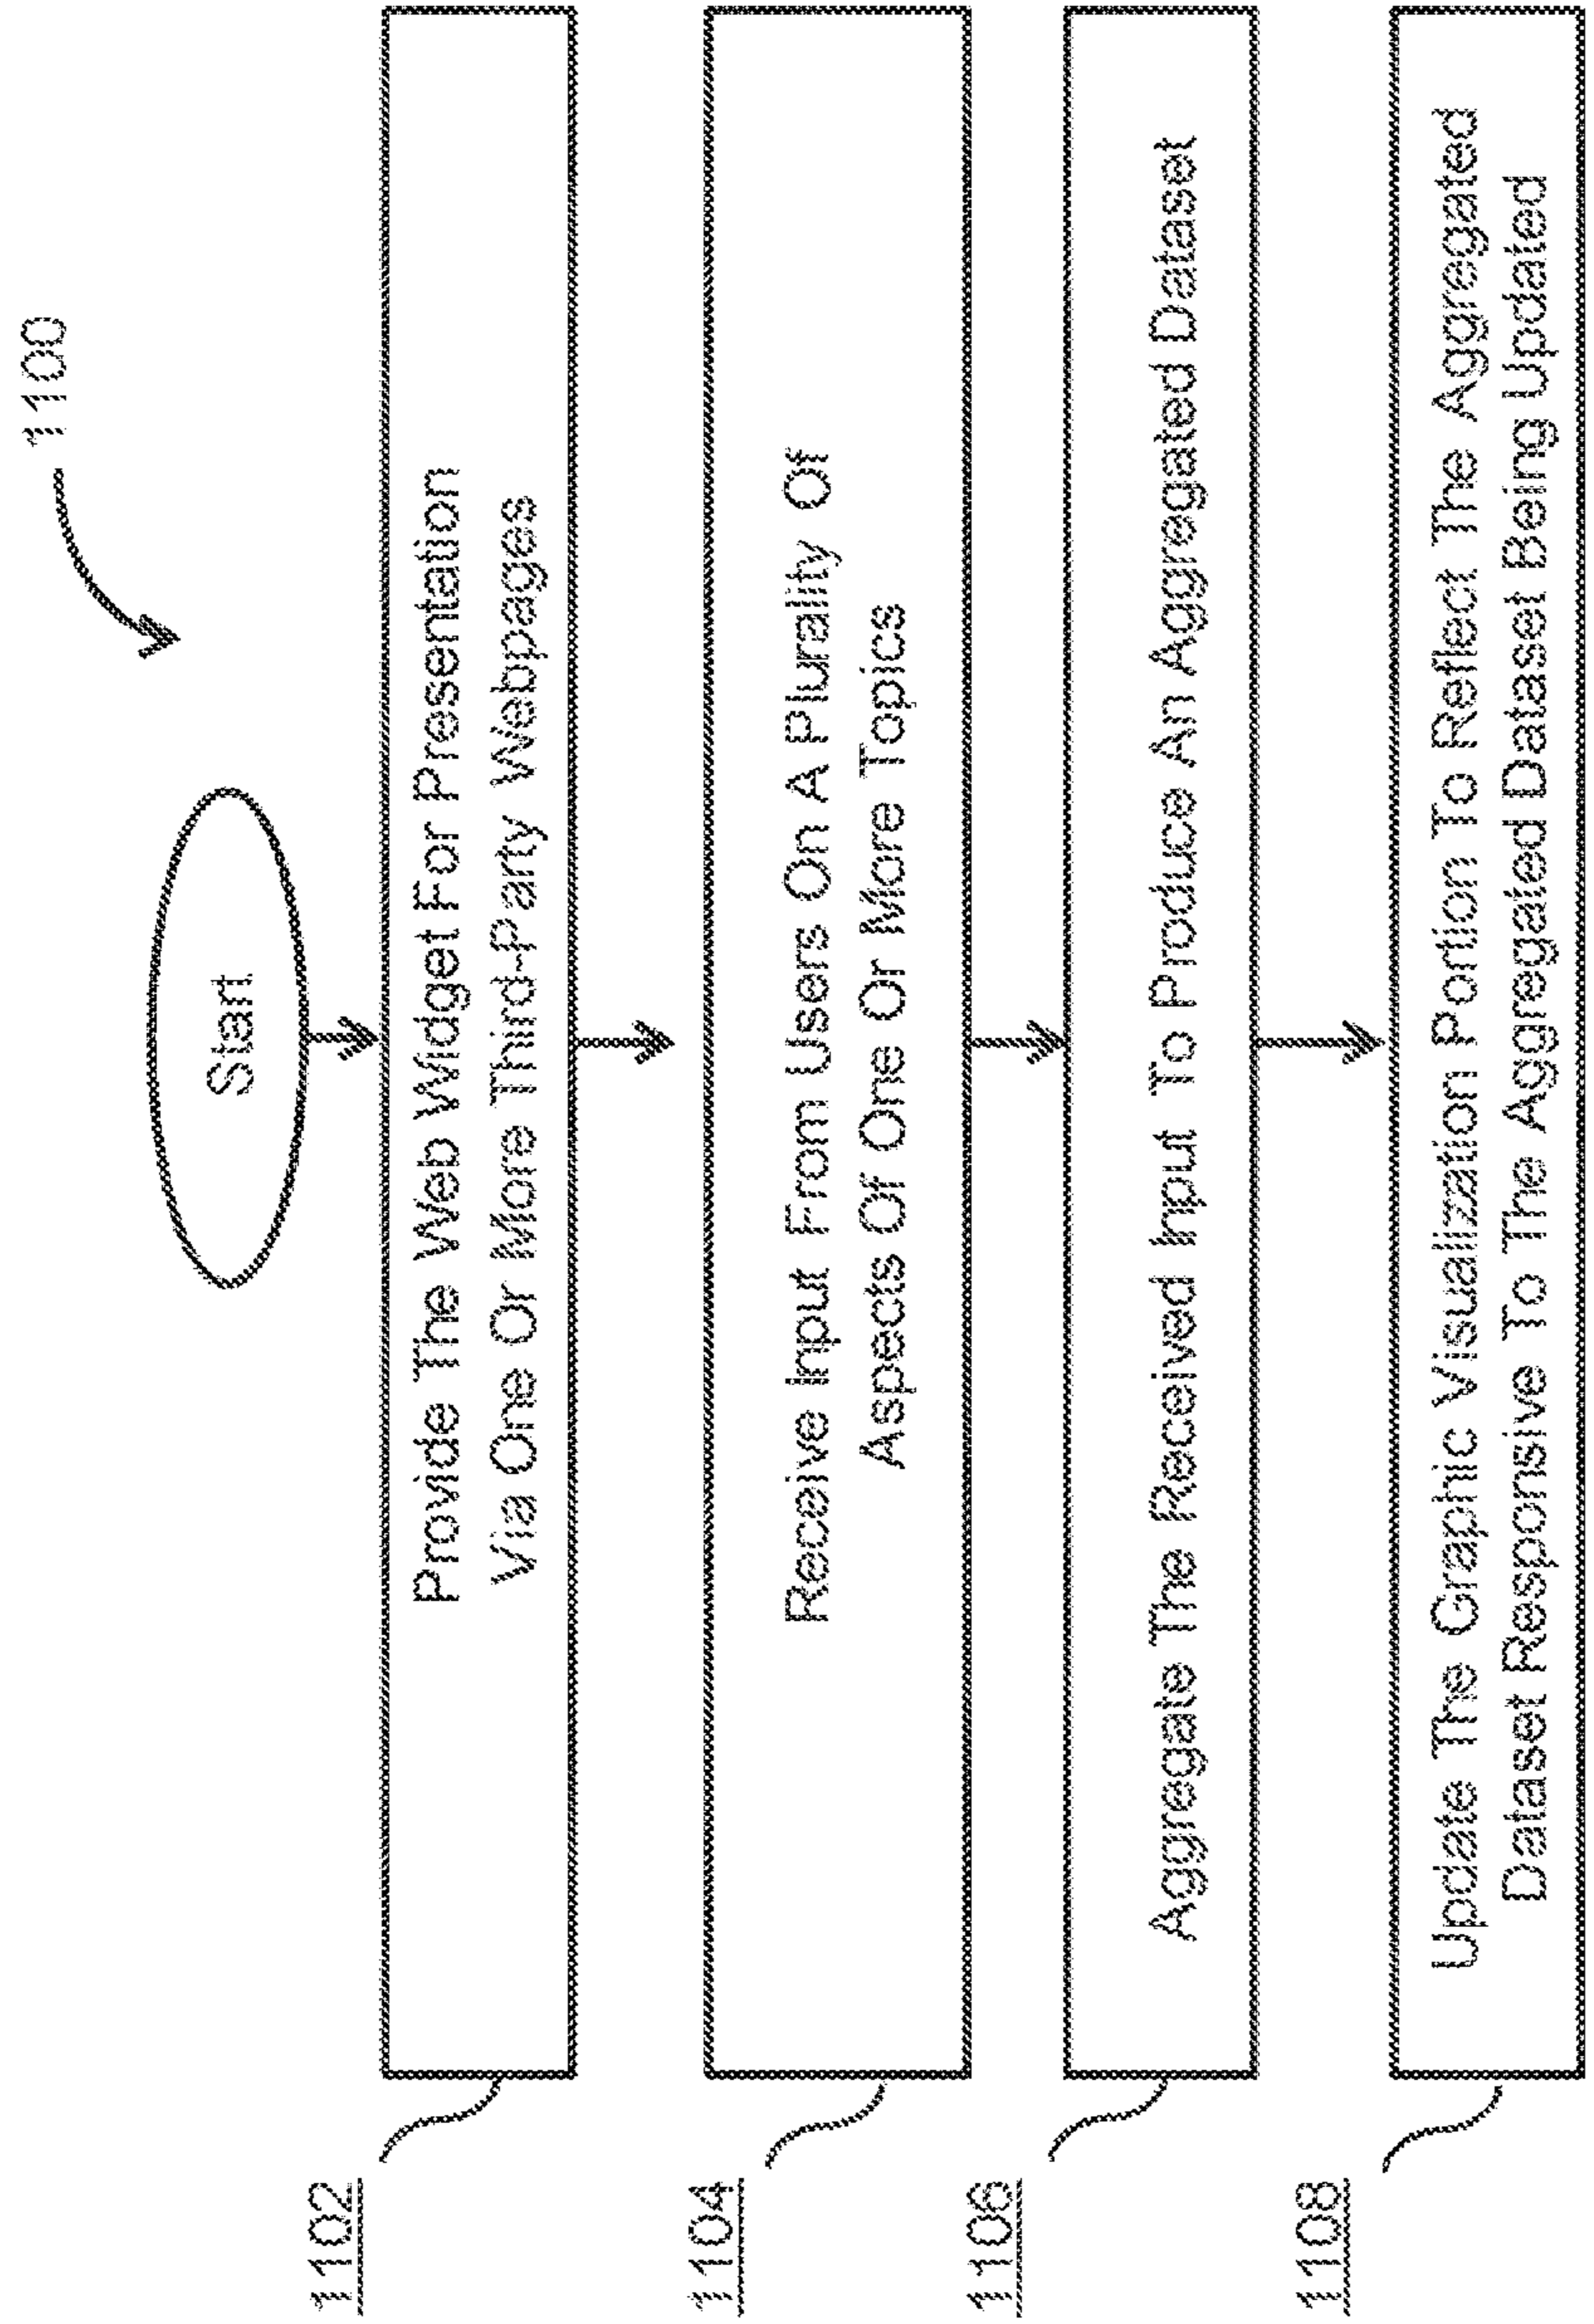 1100
Start
1102
Provide The Web Widget For Presentation
Via One Or More Third-Party Webpages
1104
Receive Input From Users On A Plurality Of
Aspects Of One Or More Topics
1106
Aggregate The Received Input To Produce An Aggregated Dataset
1108
Update The Graphic Visualization Portion To Reflect The Aggregated
Dataset Responsive To The Aggregated Dataset Being Updated